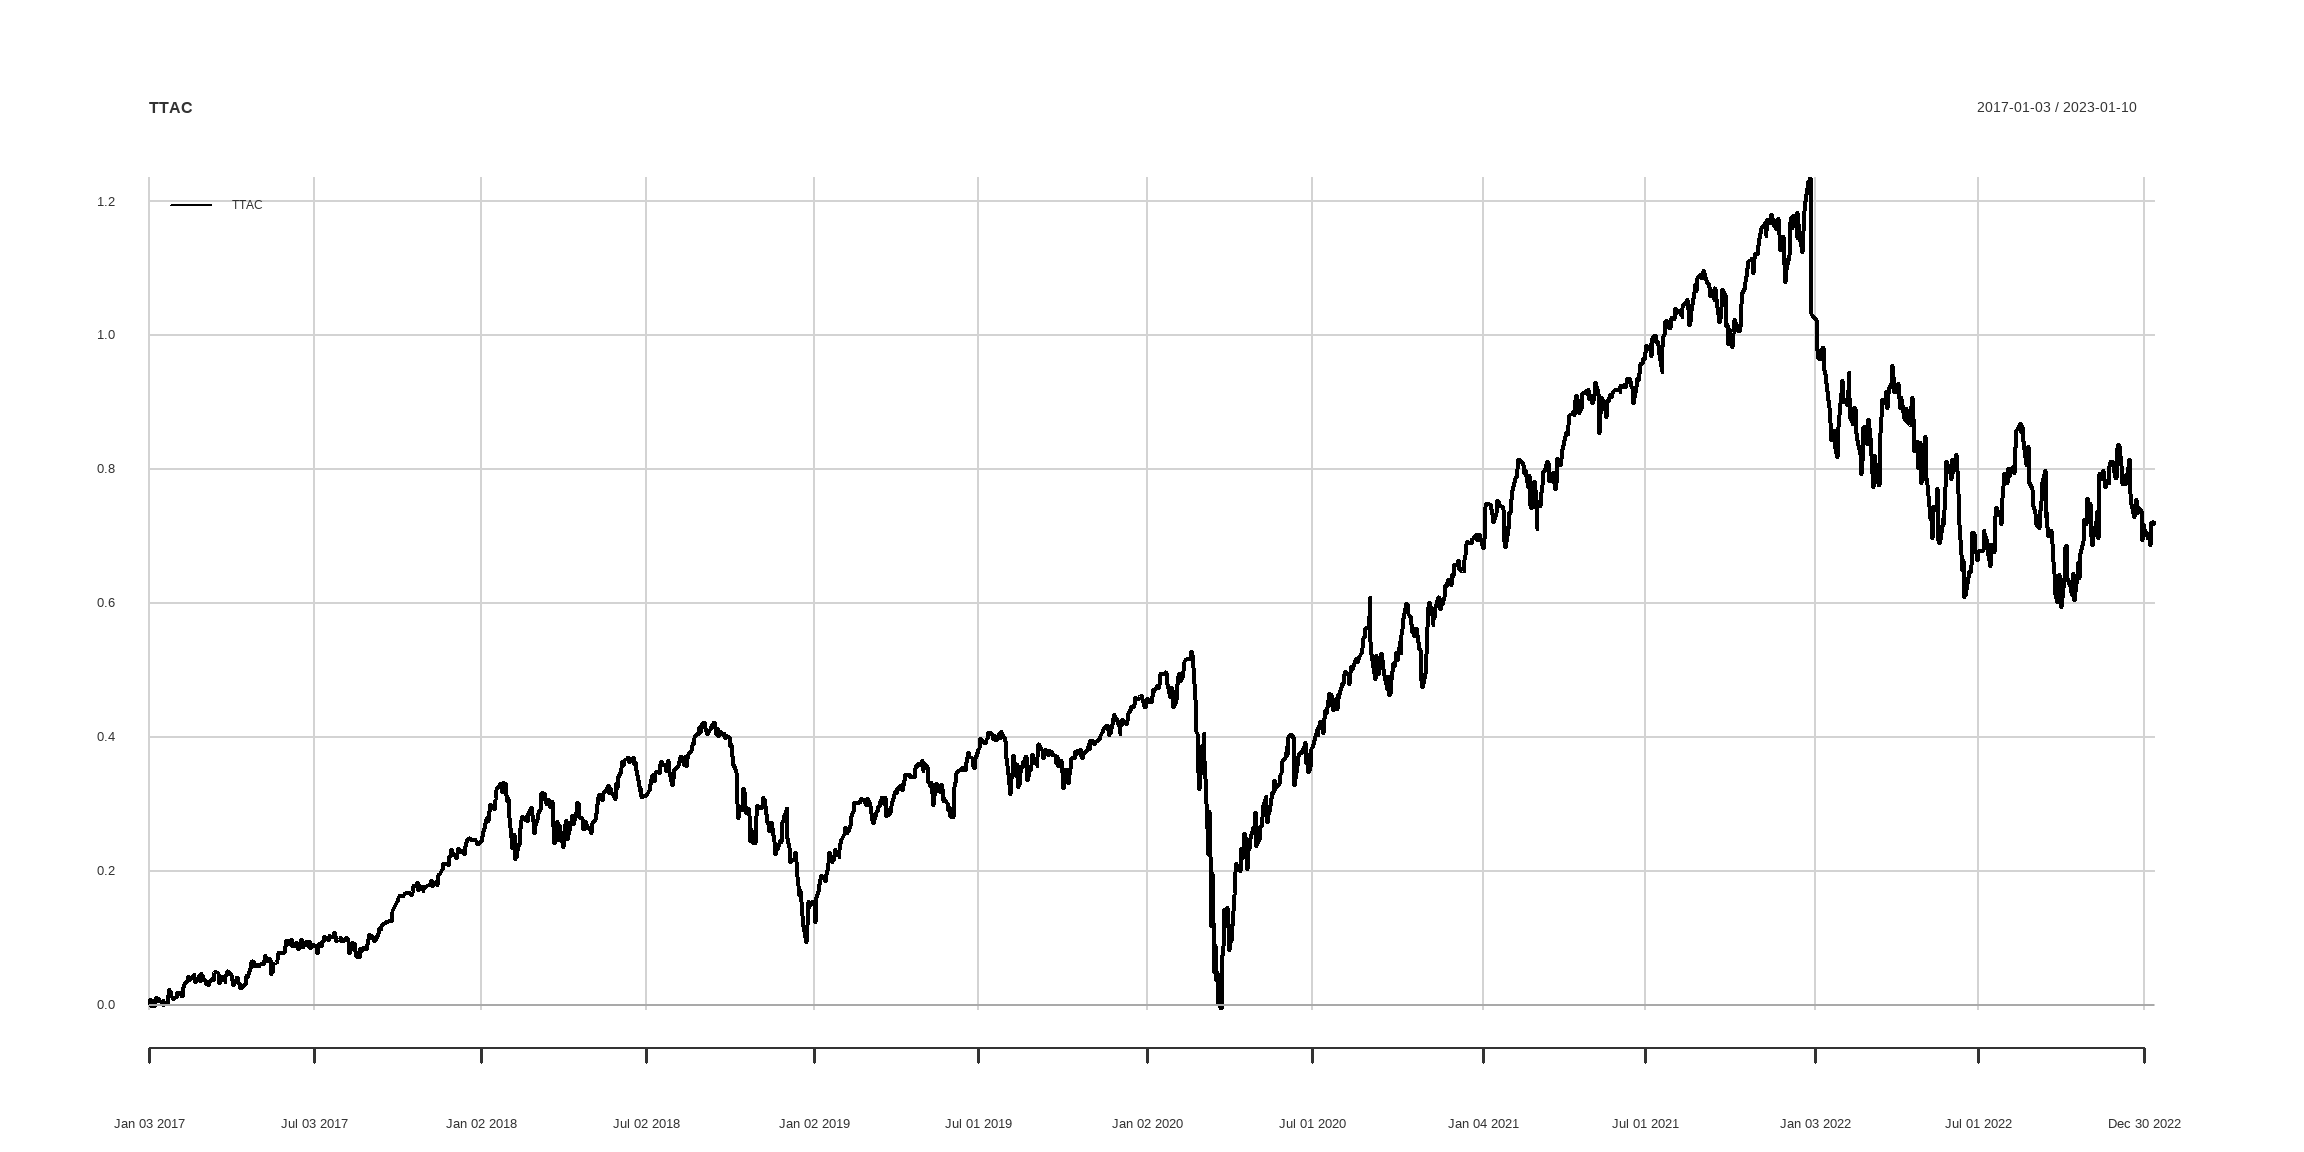 TTAC
2017-01-03 / 2023-01-10
TTAC
1.2
1.0
0.8
0.6
0.4
0.2
0.0
Jan 03 2017
Jul 03 2017
Jan 02 2018
Jul 02 2018
Jan 02 2019
Jul 01 2019
Jan 02 2020
Jul 01 2020
Jan 04 2021
Jul 01 2021
Jan 03 2022
Jul 01 2022
Dec 30 2022